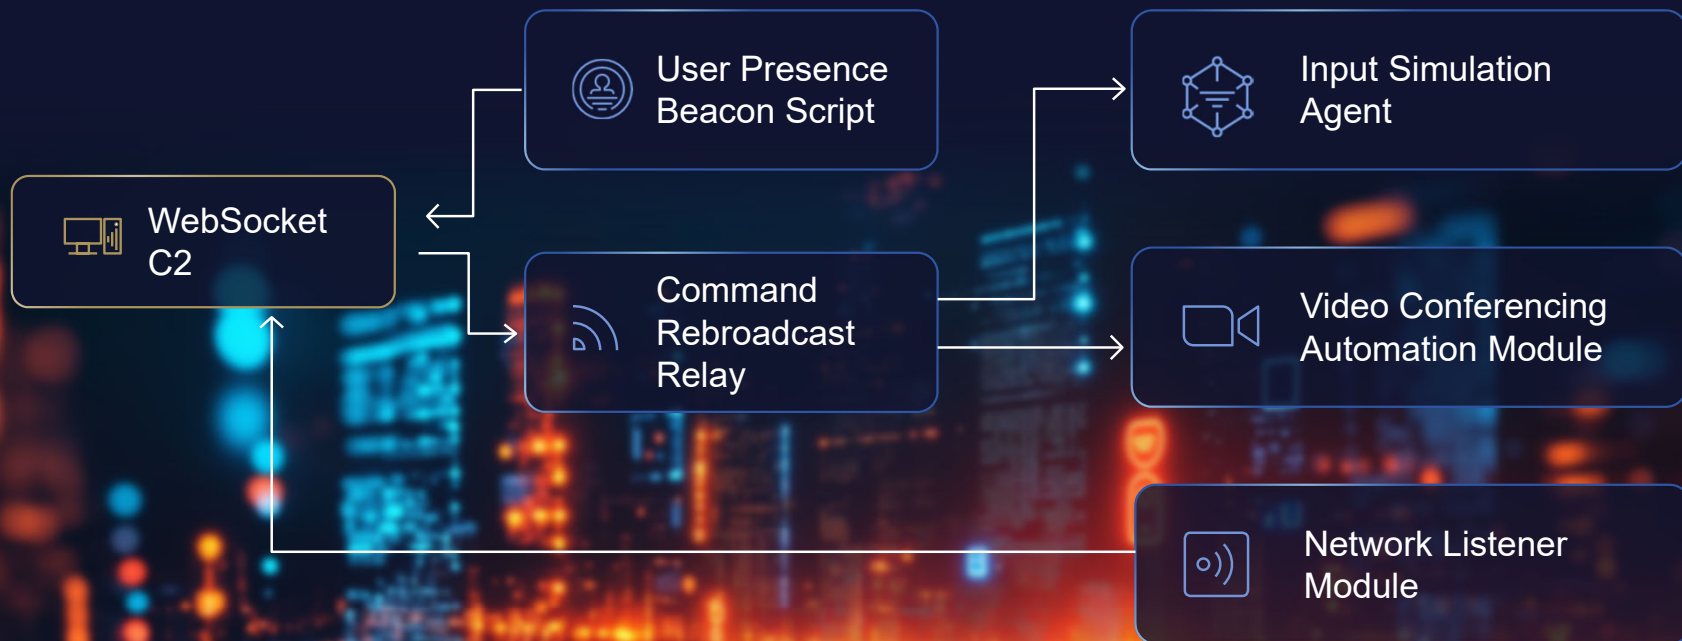 User Presence
Beacon Script
Input Simulation
Agent
WebSocket
C2
Command
Rebroadcast
Relay
Video Conferencing
Automation Module
Network Listener
Module